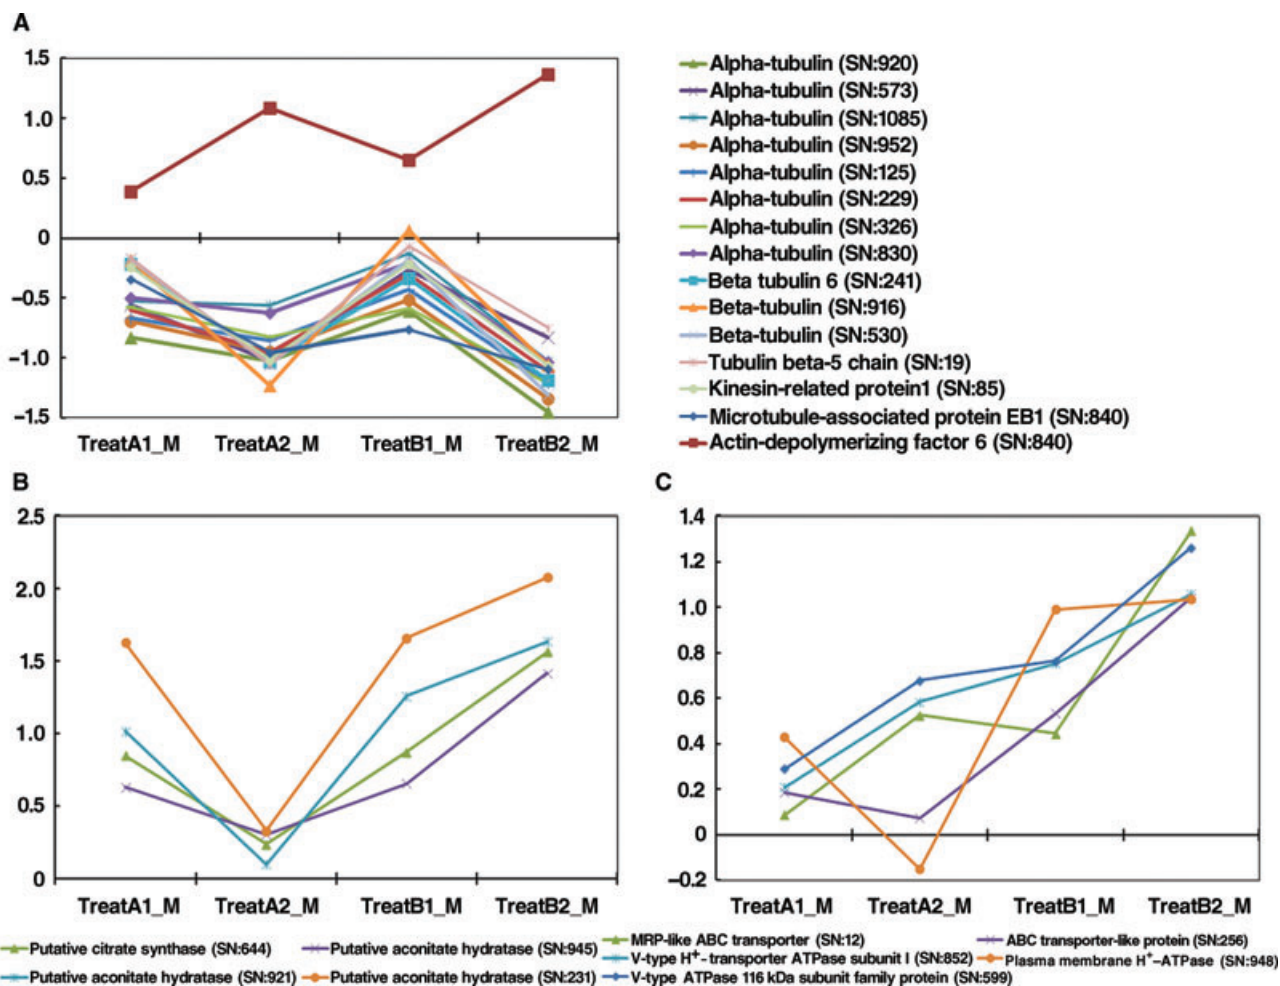 A
1.5
1.0
0.5
0
−0.5
−1.0
−1.5
TreatA1_M TreatA2_M TreatB1_M TreatB2_M
Alpha-tubulin (SN:920)
Alpha-tubulin (SN:573)
Alpha-tubulin (SN:1085)
Alpha-tubulin (SN:952)
Alpha-tubulin (SN:125)
Alpha-tubulin (SN:229)
Alpha-tubulin (SN:326)
Alpha-tubulin (SN:830)
Beta tubulin 6 (SN:241)
Beta-tubulin (SN:916)
Beta-tubulin (SN:530)
Tubulin beta-5 chain (SN:19)
Kinesin-related protein1 (SN:85)
Microtubule-associated protein EB1 (SN:840)
Actin-depolymerizing factor 6 (SN:840)
B
2.5
2.0
1.5
1.0
0.5
0
TreatA1_M TreatA2_M TreatB1_M TreatB2_M
Putative citrate synthase (SN:644) Putative aconitate hydratase (SN:945)
Putative aconitate hydratase (SN:921) Putative aconitate hydratase (SN:231)
C
1.4
1.2
1.0
0.8
0.6
0.4
0.2
0
−0.2
TreatA1_M TreatA2_M TreatB1_M TreatB2_M
MRP-like ABC transporter (SN:12) ABC transporter-like protein (SN:256)
V-type H+- transporter ATPase subunit I (SN:852) Plasma membrane H+-ATPase (SN:948)
V-type ATPase 116 kDa subunit family protein (SN:599)